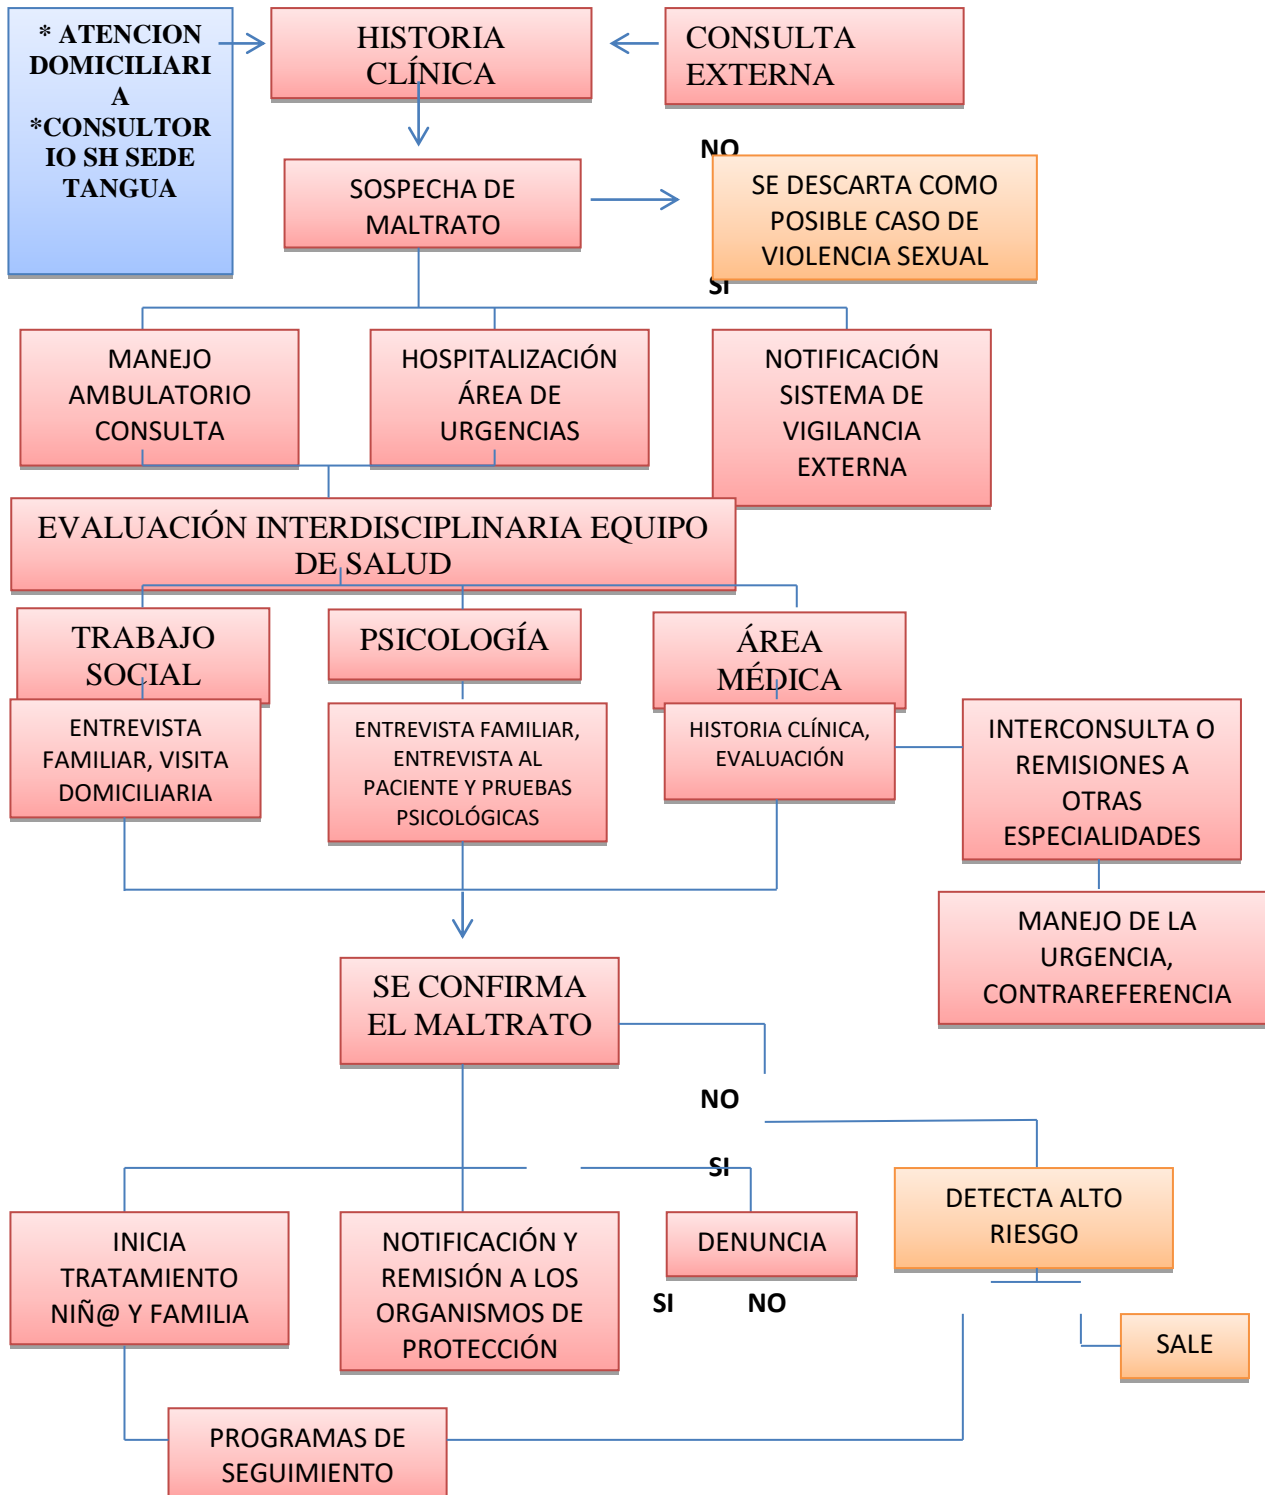 * ATENCION
DOMICILIARI
A
*CONSULTOR
IO SH SEDE
TANGUA
HISTORIA
CLÍNICA
CONSULTA
EXTERNA
SOSPECHA DE
MALTRATO
NO
SE DESCARTA COMO
POSIBLE CASO DE
VIOLENCIA SEXUAL
SI
MANEJO
AMBULATORIO
CONSULTA
HOSPITALIZACIÓN
ÁREA DE
URGENCIAS
NOTIFICACIÓN
SISTEMA DE
VIGILANCIA
EXTERNA
EVALUACIÓN INTERDISCIPLINARIA EQUIPO
DE SALUD
TRABAJO
SOCIAL
PSICOLOGÍA
ÁREA
MÉDICA
ENTREVISTA
FAMILIAR, VISITA
DOMICILIARIA
ENTREVISTA FAMILIAR,
ENTREVISTA AL
PACIENTE Y PRUEBAS
PSICOLÓGICAS
HISTORIA CLÍNICA,
EVALUACIÓN
INTERCONSULTA O
REMISIONES A
OTRAS
ESPECIALIDADES
MANEJO DE LA
URGENCIA,
CONTRAREFERENCIA
SE CONFIRMA
EL MALTRATO
NO
SI
INICIA
TRATAMIENTO
NIÑ@ Y FAMILIA
NOTIFICACIÓN Y
REMISIÓN A LOS
ORGANISMOS DE
PROTECCIÓN
DENUNCIA
DETECTA ALTO
RIESGO
SI NO
SALE
PROGRAMAS DE
SEGUIMIENTO